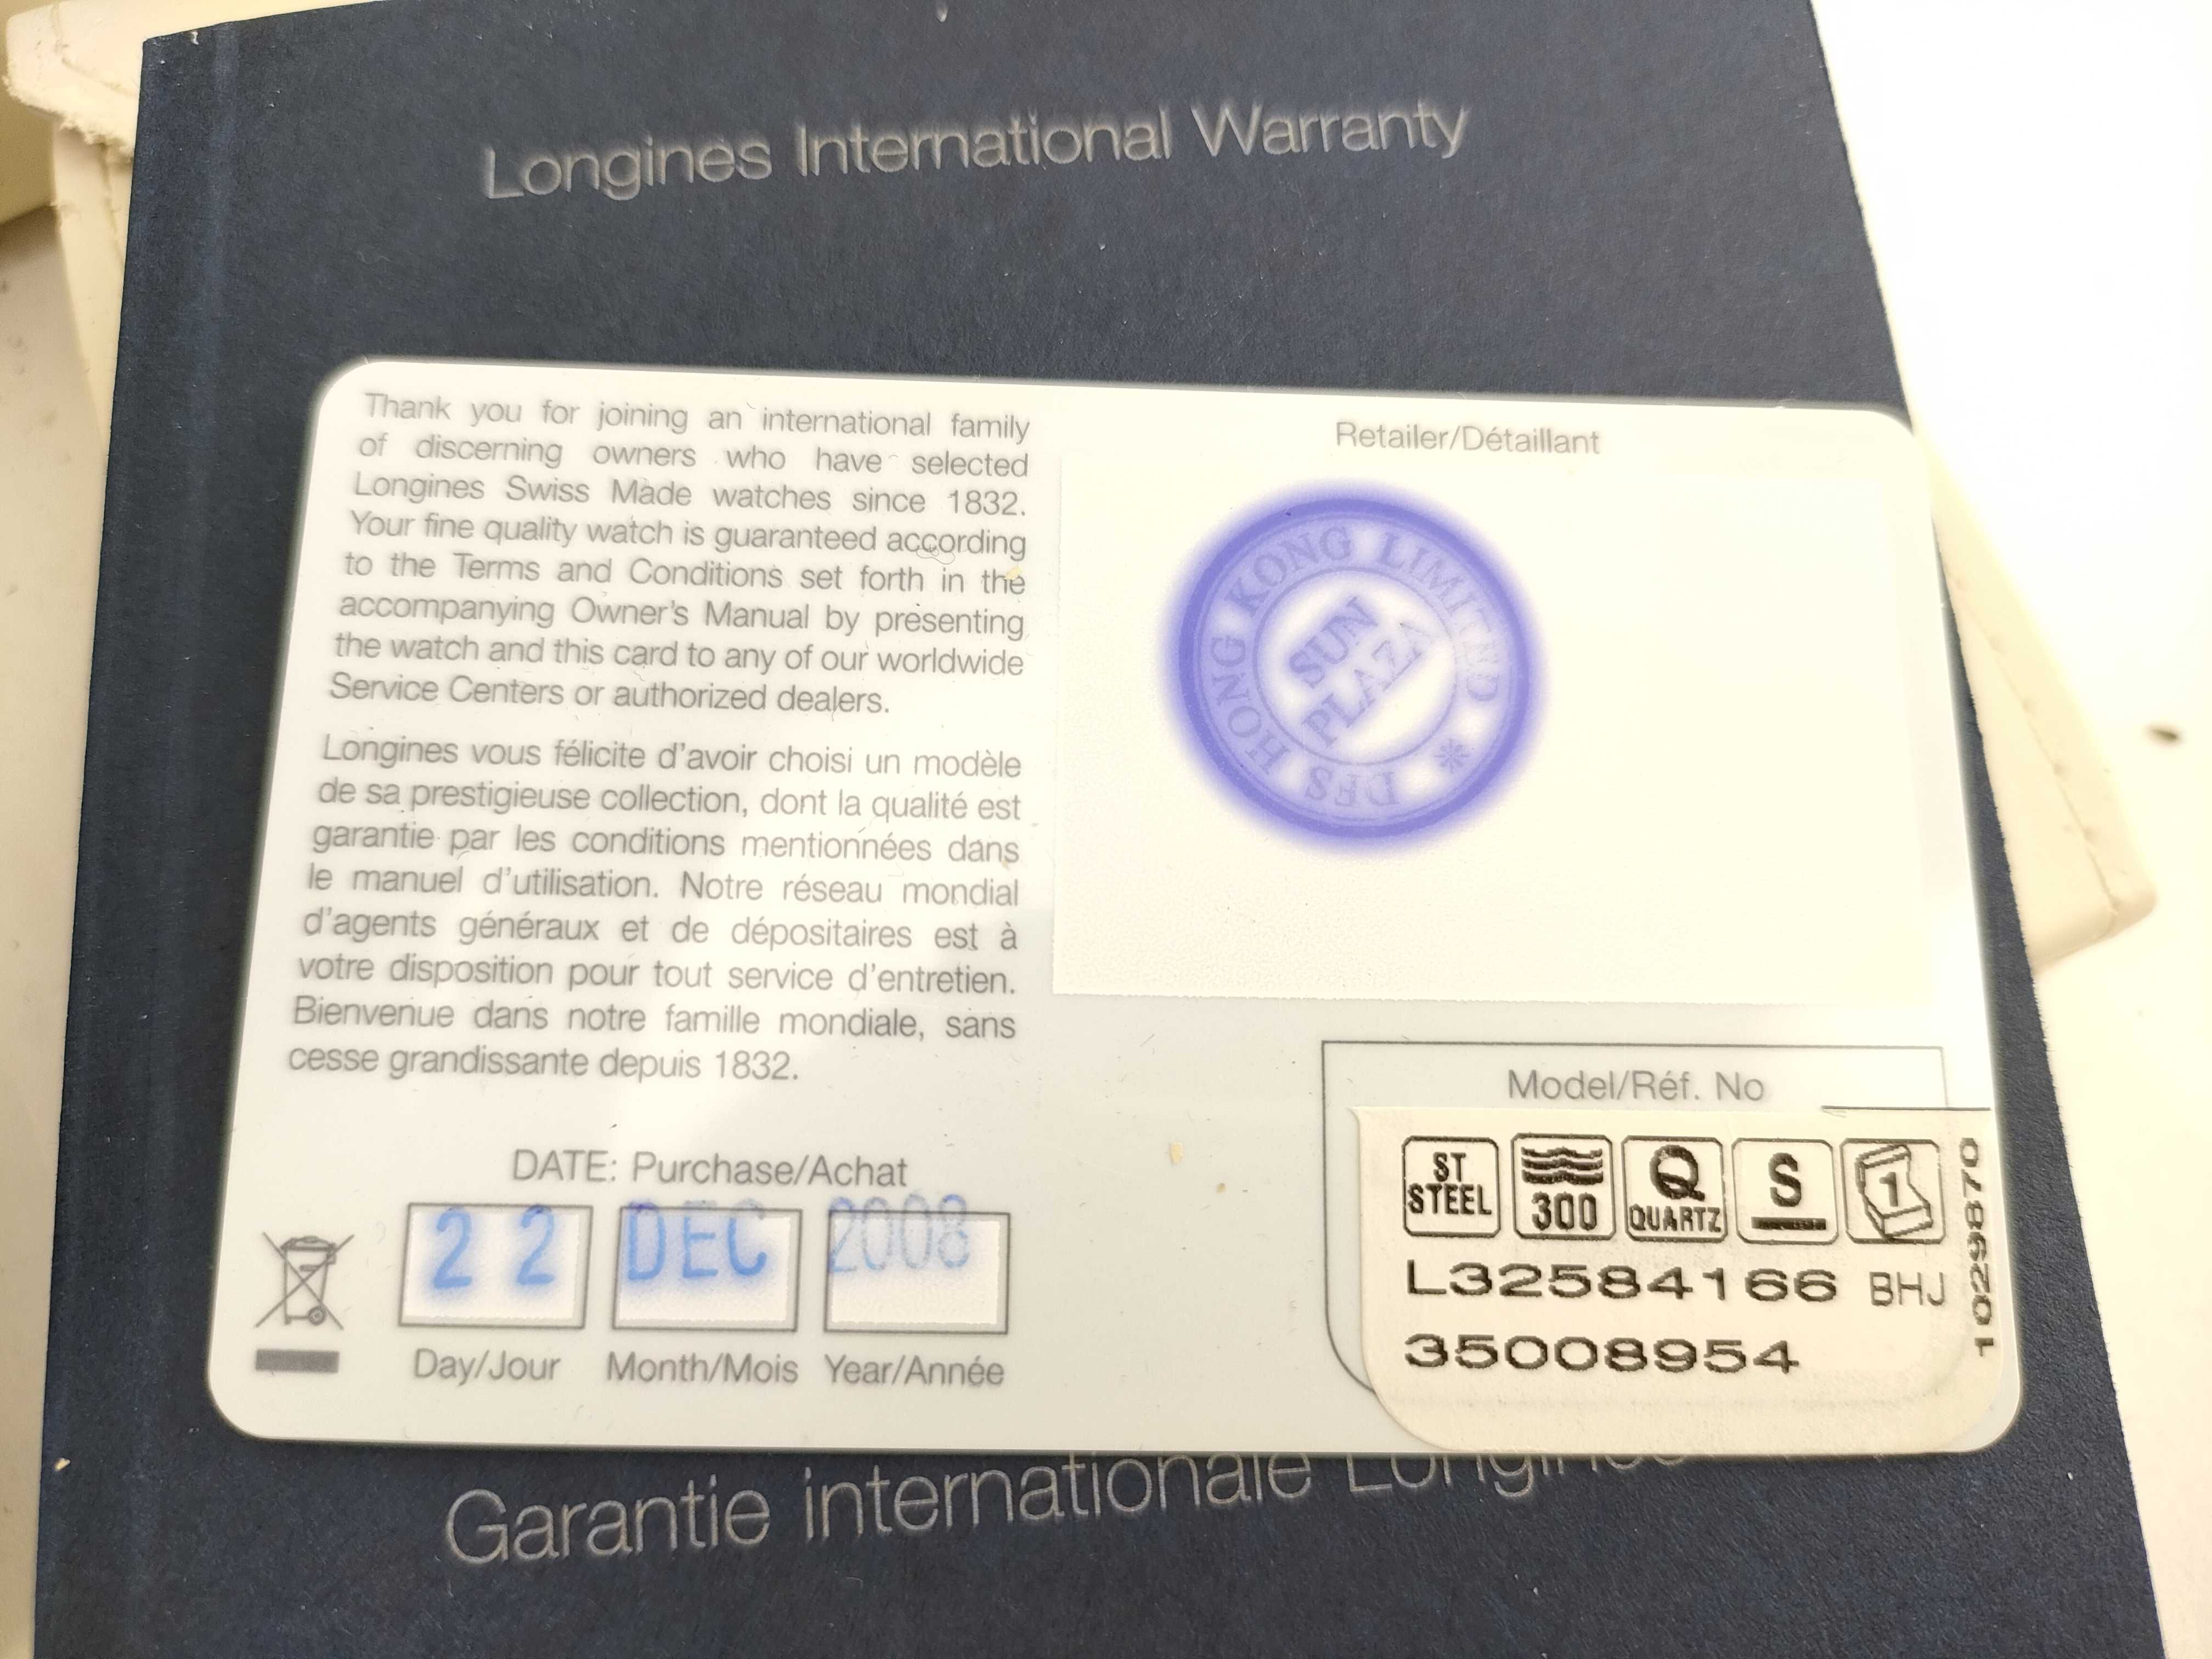 Longines International Warranty
Thank you for joining an international family
of discerning owners who have selected
Longines Swiss Made watches since 1832.
Your fine quality watch is guaranteed according
to the Terms and Conditions set forth in the
accompanying Owner's Manual by presenting
the watch and this card to any of our worldwide
Service Centers or authorized dealers.
Longines vous félicite d'avoir choisi un modèle
de sa prestigieuse collection, dont la qualité est
garantie par les conditions mentionnées dans
le manuel d'utilisation. Notre réseau mondial
d'agents généraux et de dépositaires est à
votre disposition pour tout service d'entretien.
Bienvenue dans notre famille mondiale, sans
cesse grandissante depuis 1832.
DATE: Purchase/Achat
22 DEC 2008
Day/Jour Month/Mois Year/Année
Retailer/Détaillant
DFS HONG KONG LIMITED *
SUN
PLAZA
Model/Réf. No
ST STEEL 300 Q QUARTZ S 1
L32584166 BHJ
35008954
1029870
Garantie internationale Longines